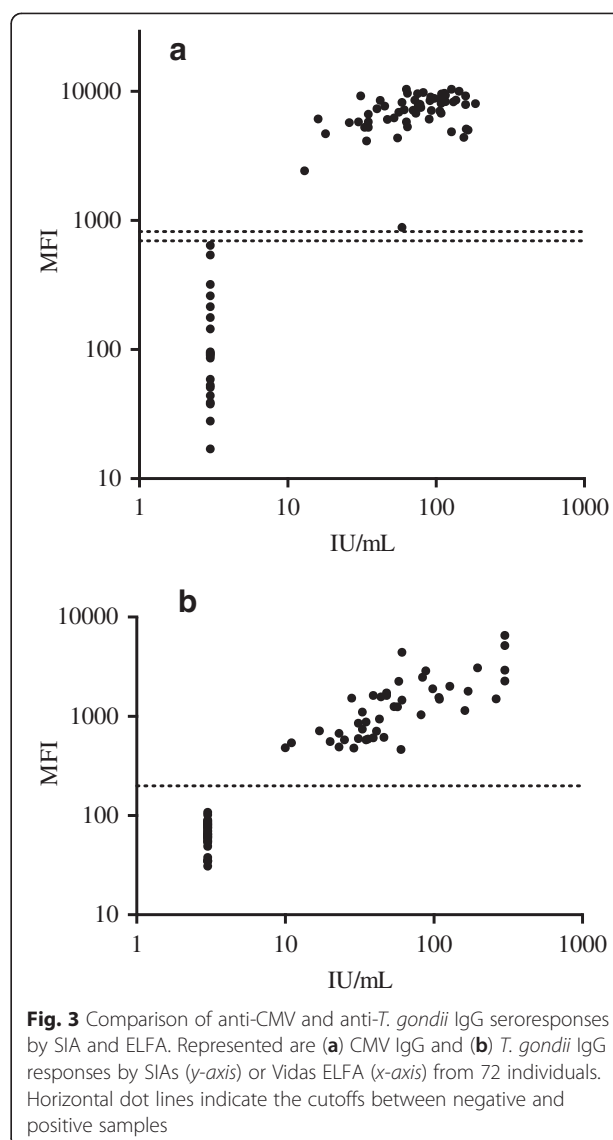 a
10000
1000
100
10
MFI
1
10
100
1000
IU/mL
b
10000
1000
100
10
MFI
1
10
100
1000
IU/mL
Fig. 3 Comparison of anti-CMV and anti-T. gondii IgG seroresponses
by SIA and ELFA. Represented are (a) CMV IgG and (b) T. gondii IgG
responses by SIAs (y-axis) or Vidas ELFA (x-axis) from 72 individuals.
Horizontal dot lines indicate the cutoffs between negative and
positive samples